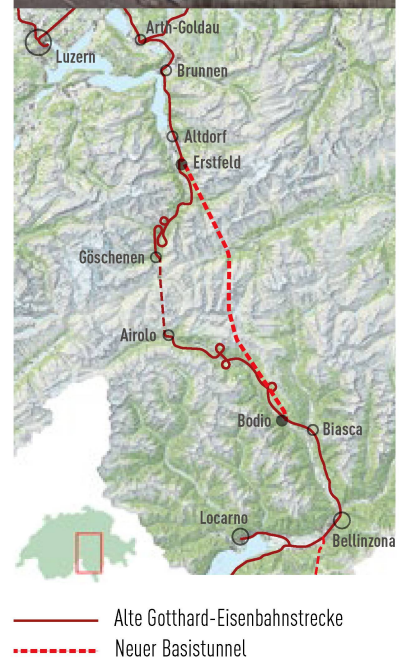 Arth-Goldau
Luzern
Brunnen
Altdorf
Erstfeld
Göschenen
Airolo
Bodio
Biasca
Locarno
Bellinzona
Alte Gotthard-Eisenbahnstrecke
Neuer Basistunnel